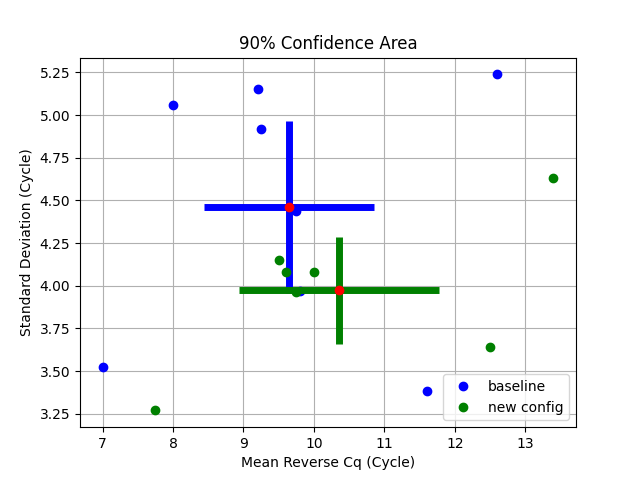 90% Confidence Area
Standard Deviation (Cycle)
5.25
5.00
4.75
4.50
4.25
4.00
3.75
3.50
3.25
7 8 9 10 11 12 13
Mean Reverse Cq (Cycle)
baseline
new config